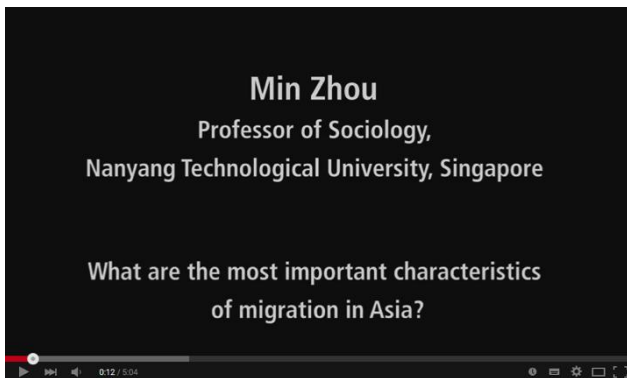 Min Zhou
Professor of Sociology,
Nanyang Technological University, Singapore
What are the most important characteristics
of migration in Asia?
0:12 / 5:04